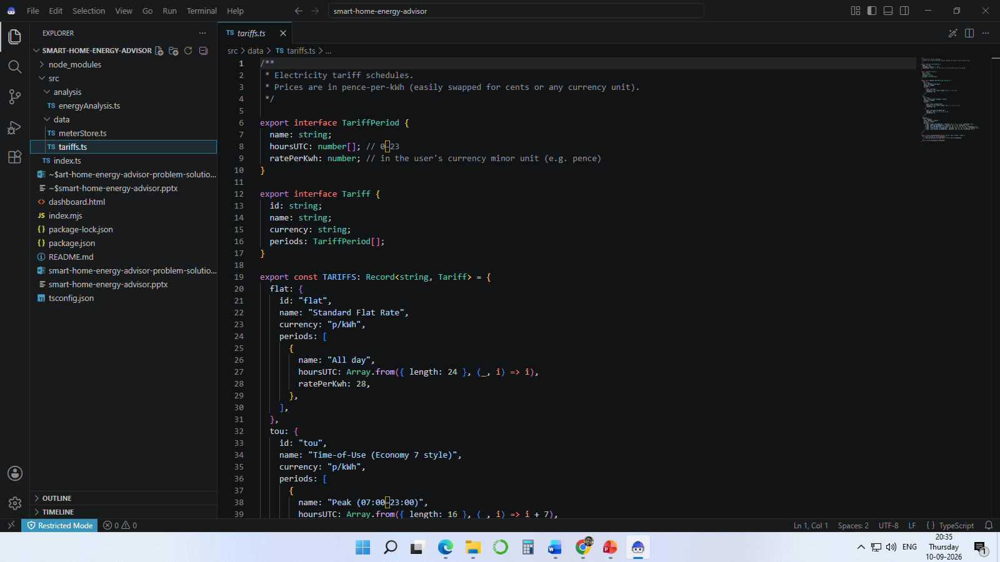 File Edit Selection View Go Run Terminal Help
smart-home-energy-advisor
EXPLORER
SMART-HOME-ENERGY-ADVISOR
node_modules
src
analysis
TS energyAnalysis.ts
data
TS meterStore.ts
TS tariffs.ts
TS index.ts
~$art-home-energy-advisor-problem-solutio...
~$smart-home-energy-advisor.pptx
dashboard.html
JS index.mjs
{} package-lock.json
{} package.json
README.md
smart-home-energy-advisor-problem-solutio...
smart-home-energy-advisor.pptx
TS tsconfig.json
OUTLINE
TIMELINE
TS tariffs.ts
src > data > TS tariffs.ts > ...
1 /**
2 * Electricity tariff schedules.
3 * Prices are in pence-per-kWh (easily swapped for cents or any currency unit).
4 */
5
6 export interface TariffPeriod {
7 name: string;
8 hoursUTC: number[]; // 0–23
9 ratePerKwh: number; // in the user's currency minor unit (e.g. pence)
10 }
11
12 export interface Tariff {
13 id: string;
14 name: string;
15 currency: string;
16 periods: TariffPeriod[];
17 }
18
19 export const TARIFFS: Record<string, Tariff> = {
20 flat: {
21 id: "flat",
22 name: "Standard Flat Rate",
23 currency: "p/kWh",
24 periods: [
25 {
26 name: "All day",
27 hoursUTC: Array.from({ length: 24 }, (_, i) => i),
28 ratePerKwh: 28,
29 },
30 ],
31 },
32 tou: {
33 id: "tou",
34 name: "Time-of-Use (Economy 7 style)",
35 currency: "p/kWh",
36 periods: [
37 {
38 name: "Peak (07:00–23:00)",
39 hoursUTC: Array.from({ length: 16 }, (_, i) => i + 7),
Restricted Mode 0 0
Ln 1, Col 1 Spaces: 2 UTF-8 LF {} TypeScript
ENG
20:35
Thursday
10-09-2026
1